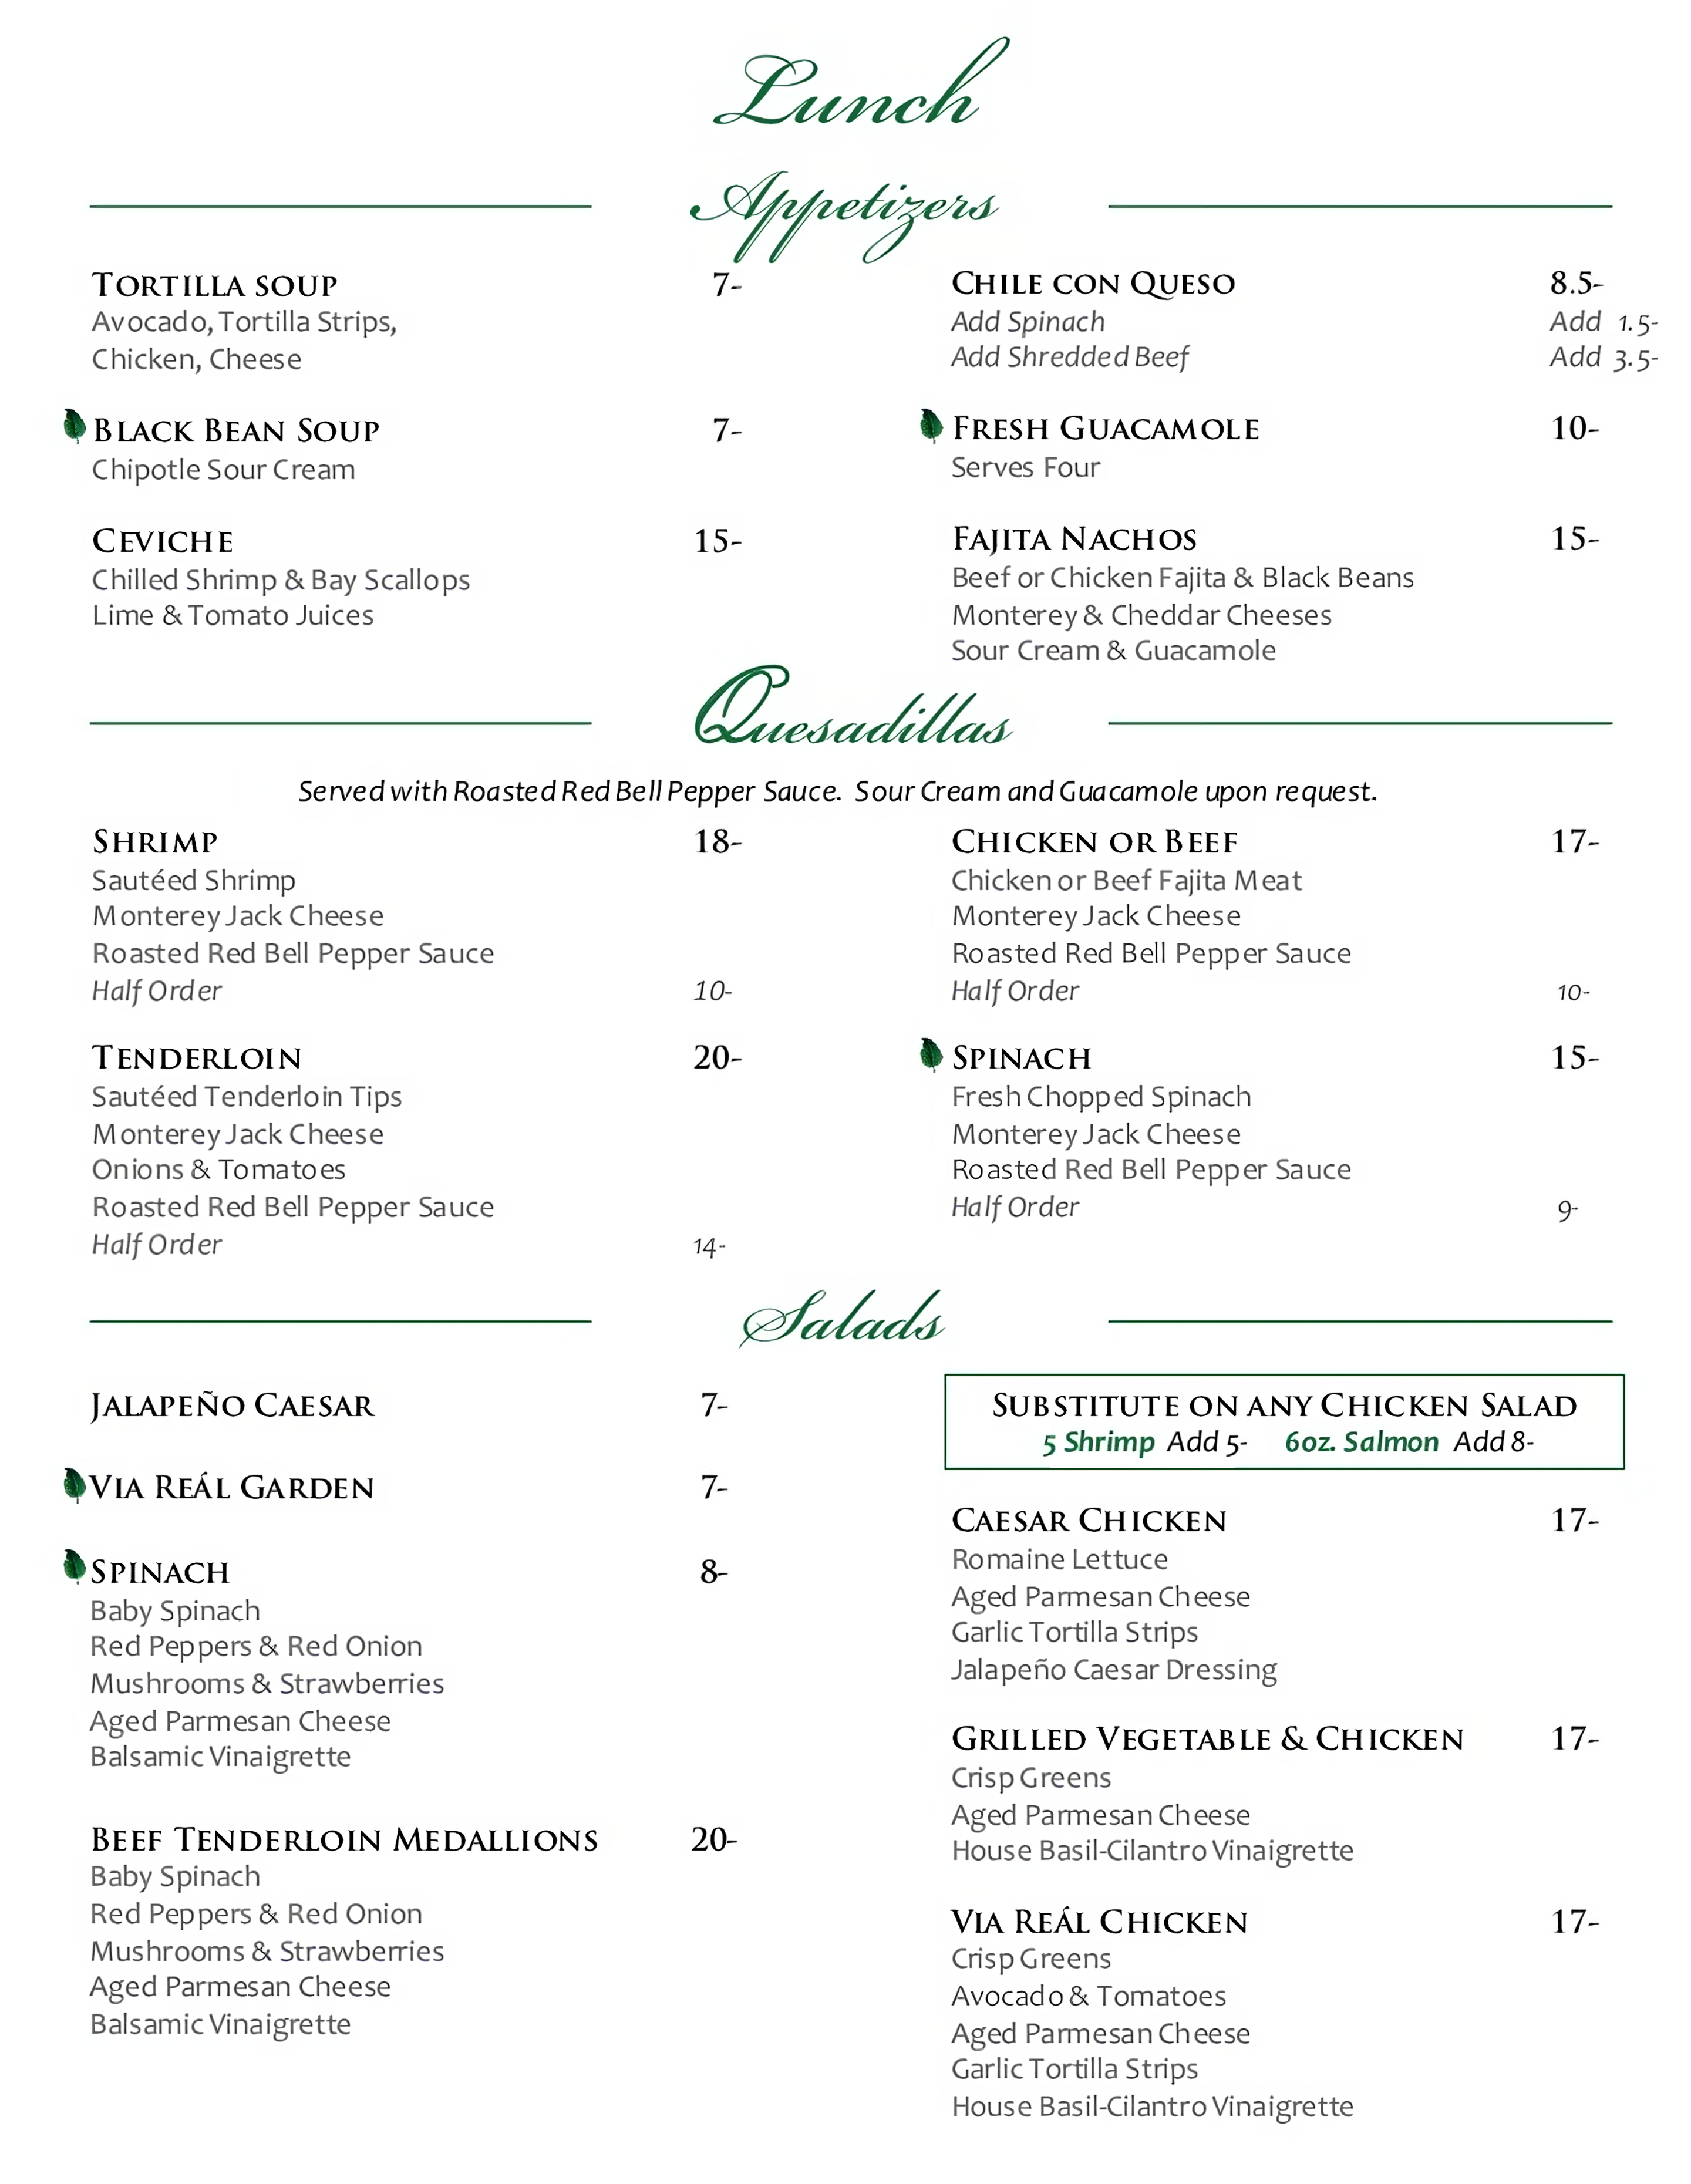 Lunch
Appetizers
Tortilla soup 7-
Avocado, Tortilla Strips,
Chicken, Cheese
Black Bean Soup 7-
Chipotle Sour Cream
Ceviche 15-
Chilled Shrimp & Bay Scallops
Lime & Tomato Juices
Chile con Queso 8.5-
Add Spinach Add 1.5-
Add Shredded Beef Add 3.5-
Fresh Guacamole 10-
Serves Four
Fajita Nachos 15-
Beef or Chicken Fajita & Black Beans
Monterey & Cheddar Cheeses
Sour Cream & Guacamole
Quesadillas
Served with Roasted Red Bell Pepper Sauce. Sour Cream and Guacamole upon request.
Shrimp 18-
Sautéed Shrimp
Monterey Jack Cheese
Roasted Red Bell Pepper Sauce
Half Order 10-
Tenderloin 20-
Sautéed Tenderloin Tips
Monterey Jack Cheese
Onions & Tomatoes
Roasted Red Bell Pepper Sauce
Half Order 14-
Chicken or Beef 17-
Chicken or Beef Fajita Meat
Monterey Jack Cheese
Roasted Red Bell Pepper Sauce
Half Order 10-
Spinach 15-
Fresh Chopped Spinach
Monterey Jack Cheese
Roasted Red Bell Pepper Sauce
Half Order 9-
Salads
Jalapeño Caesar 7-
Via Reál Garden 7-
Spinach 8-
Baby Spinach
Red Peppers & Red Onion
Mushrooms & Strawberries
Aged Parmesan Cheese
Balsamic Vinaigrette
Beef Tenderloin Medallions 20-
Baby Spinach
Red Peppers & Red Onion
Mushrooms & Strawberries
Aged Parmesan Cheese
Balsamic Vinaigrette
Substitute on any Chicken Salad
5 Shrimp Add 5- 6oz. Salmon Add 8-
Caesar Chicken 17-
Romaine Lettuce
Aged Parmesan Cheese
Garlic Tortilla Strips
Jalapeño Caesar Dressing
Grilled Vegetable & Chicken 17-
Crisp Greens
Aged Parmesan Cheese
House Basil-Cilantro Vinaigrette
Via Reál Chicken 17-
Crisp Greens
Avocado & Tomatoes
Aged Parmesan Cheese
Garlic Tortilla Strips
House Basil-Cilantro Vinaigrette